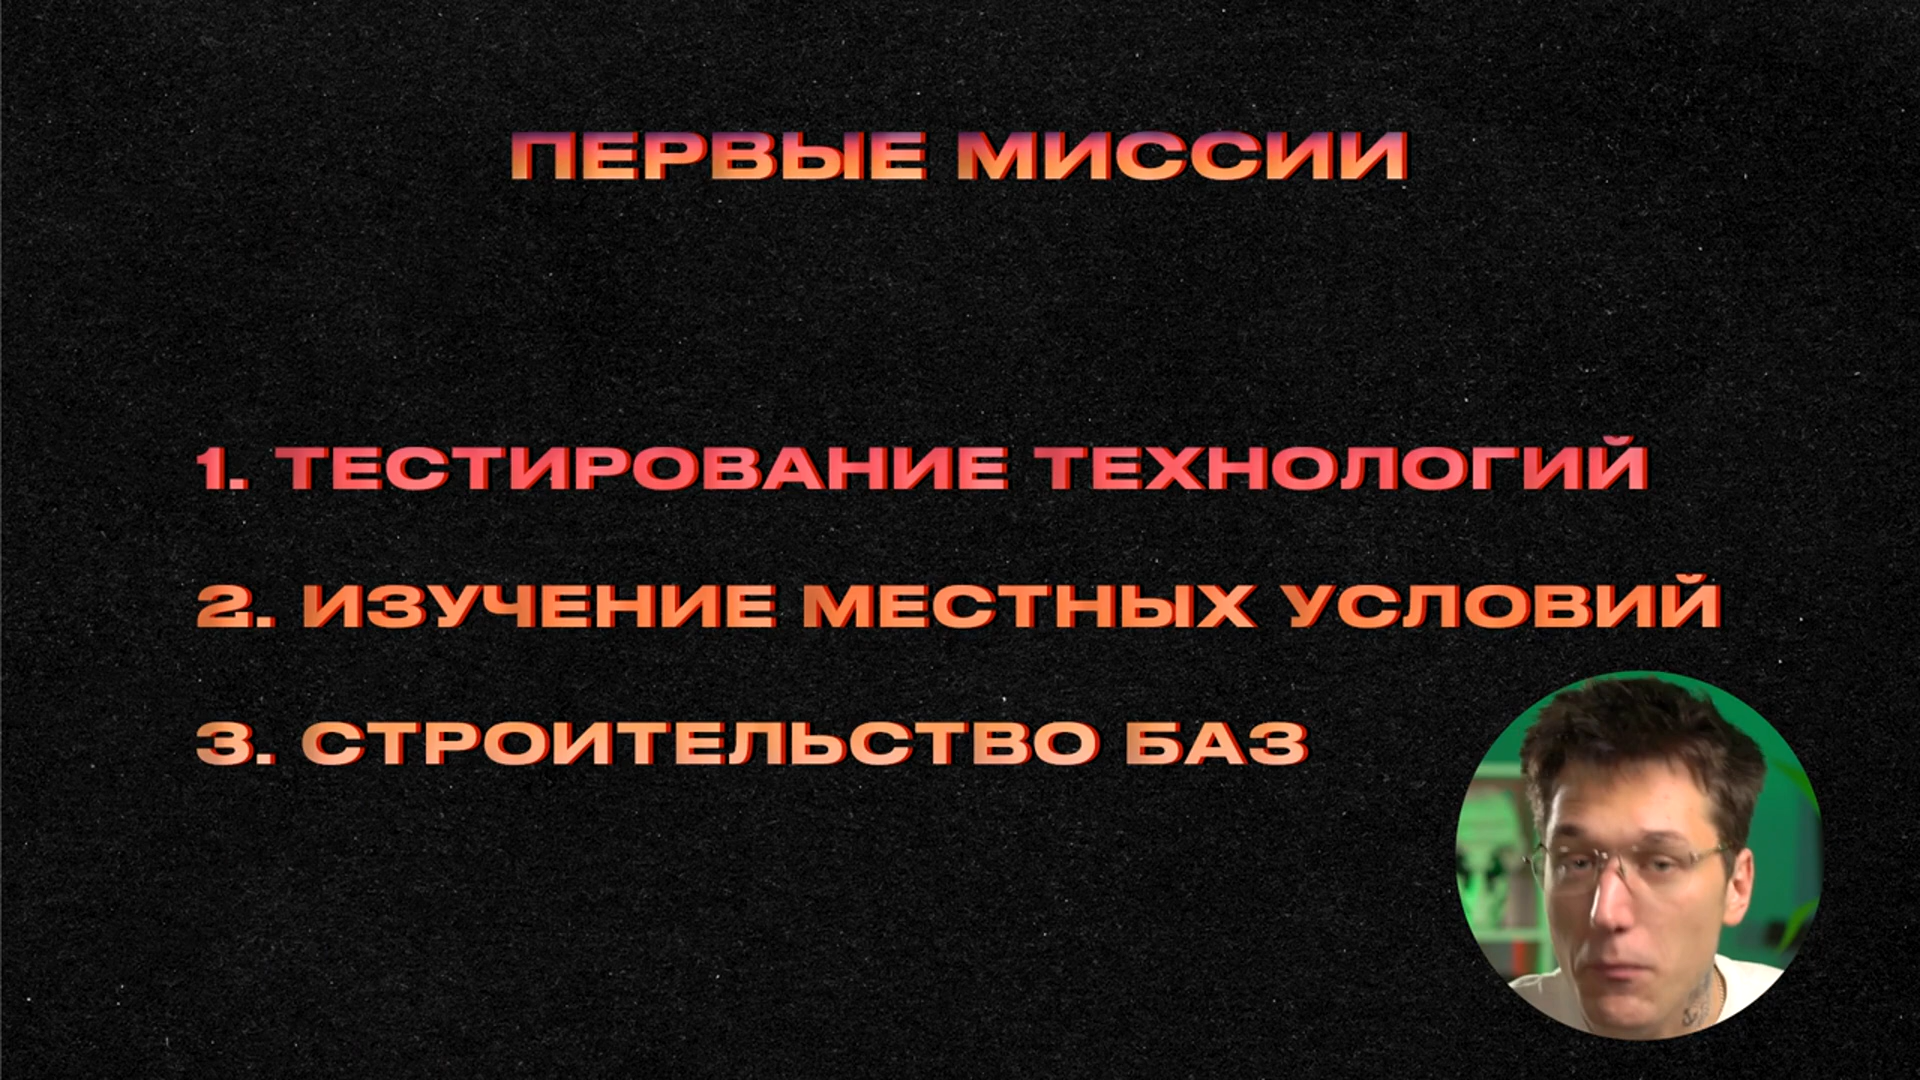 ПЕРВЫЕ МИССИИ
1. ТЕСТИРОВАНИЕ ТЕХНОЛОГИЙ
2. ИЗУЧЕНИЕ МЕСТНЫХ УСЛОВИЙ
3. СТРОИТЕЛЬСТВО БАЗ